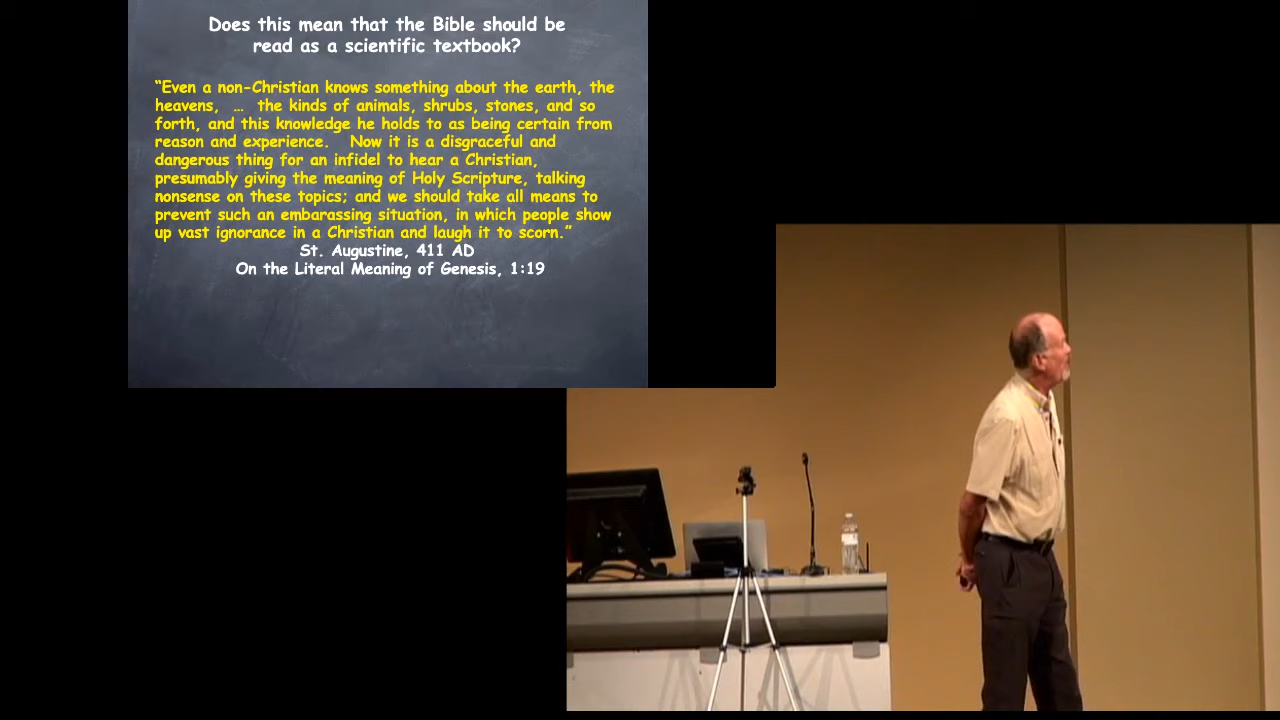 Does this mean that the Bible should be
read as a scientific textbook?
“Even a non-Christian knows something about the earth, the
heavens, … the kinds of animals, shrubs, stones, and so
forth, and this knowledge he holds to as being certain from
reason and experience. Now it is a disgraceful and
dangerous thing for an infidel to hear a Christian,
presumably giving the meaning of Holy Scripture, talking
nonsense on these topics; and we should take all means to
prevent such an embarassing situation, in which people show
up vast ignorance in a Christian and laugh it to scorn.”
St. Augustine, 411 AD
On the Literal Meaning of Genesis, 1:19